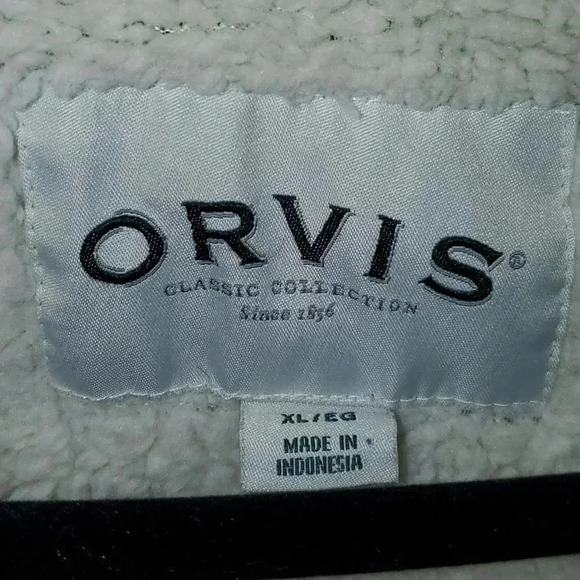 ORVIS®
CLASSIC COLLECTION
Since 1856
XL/EG
MADE IN
INDONESIA